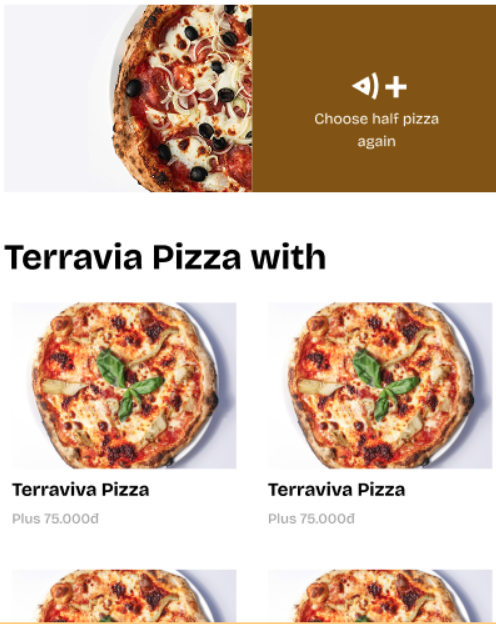 Choose half pizza
again
Terravia Pizza with
Terraviva Pizza
Terraviva Pizza
Plus 75.000đ
Plus 75.000đ